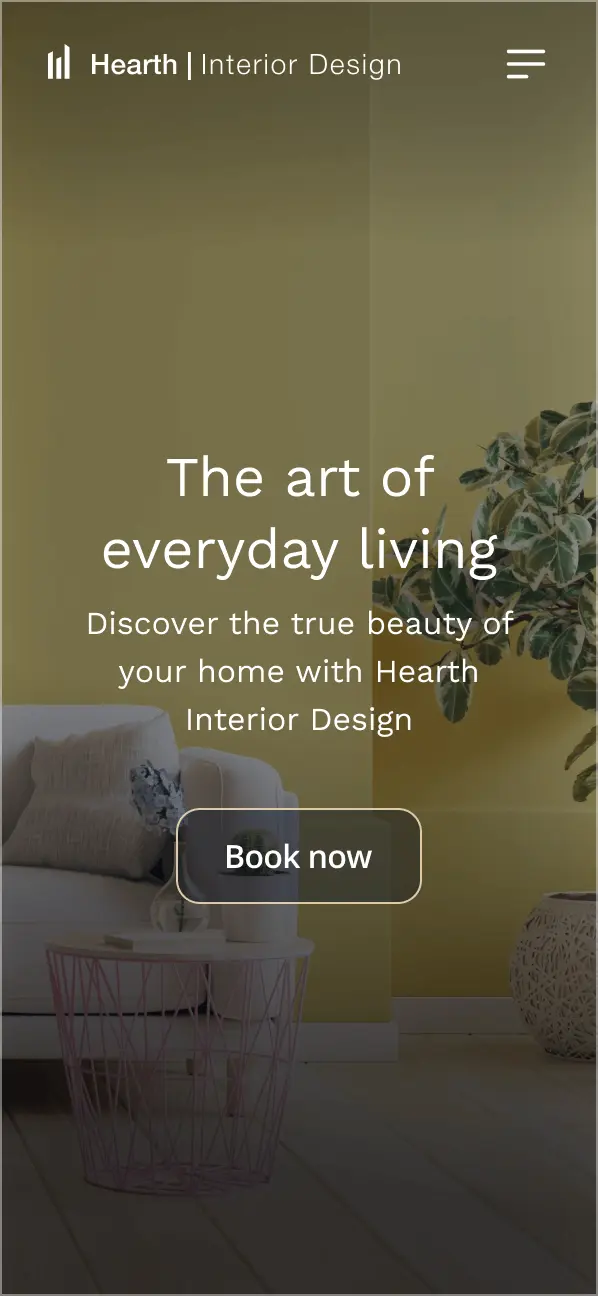 Hearth | Interior Design
The art of
everyday living
Discover the true beauty of
your home with Hearth
Interior Design
Book now